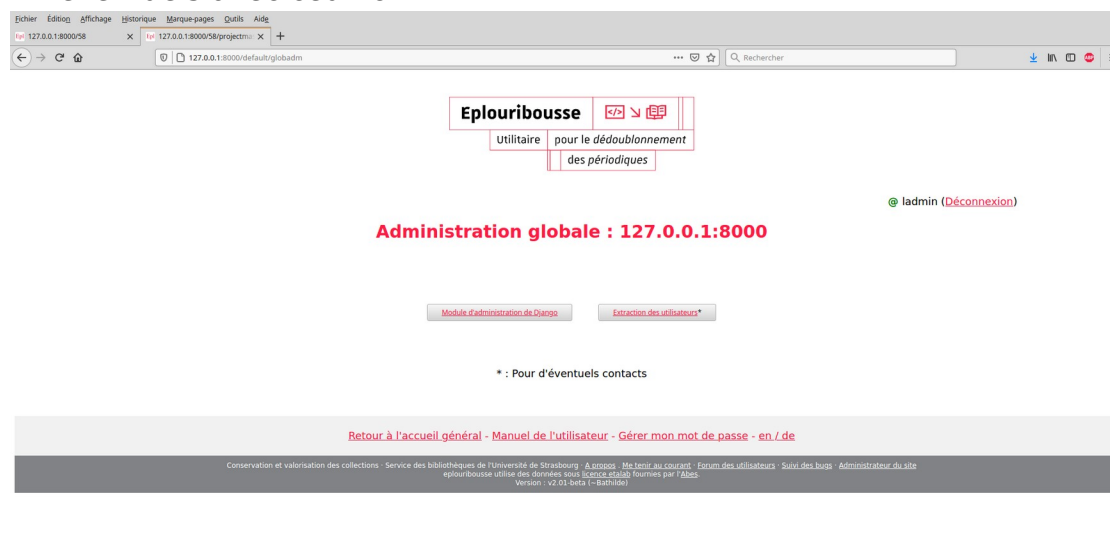 Fichier Édition Affichage Historique Marque-pages Outils Aide
Epl 127.0.0.1:8000/58 × Epl 127.0.0.1:8000/58/projectma × +
127.0.0.1:8000/default/globadm Rechercher
Eplouribousse </>
Utilitaire pour le dédoublonnement
des périodiques
@ ladmin (Déconnexion)
Administration globale : 127.0.0.1:8000
Module d'administration de Django Extraction des utilisateurs*
* : Pour d'éventuels contacts
Retour à l'accueil général - Manuel de l'utilisateur - Gérer mon mot de passe - en / de
Conservation et valorisation des collections · Service des bibliothèques de l'Université de Strasbourg · A propos · Me tenir au courant · Forum des utilisateurs · Suivi des bugs · Administrateur du site
eplouribousse utilise des données sous licence etalab fournies par l'Abes.
Version : v2.01-beta (~Bathilde)